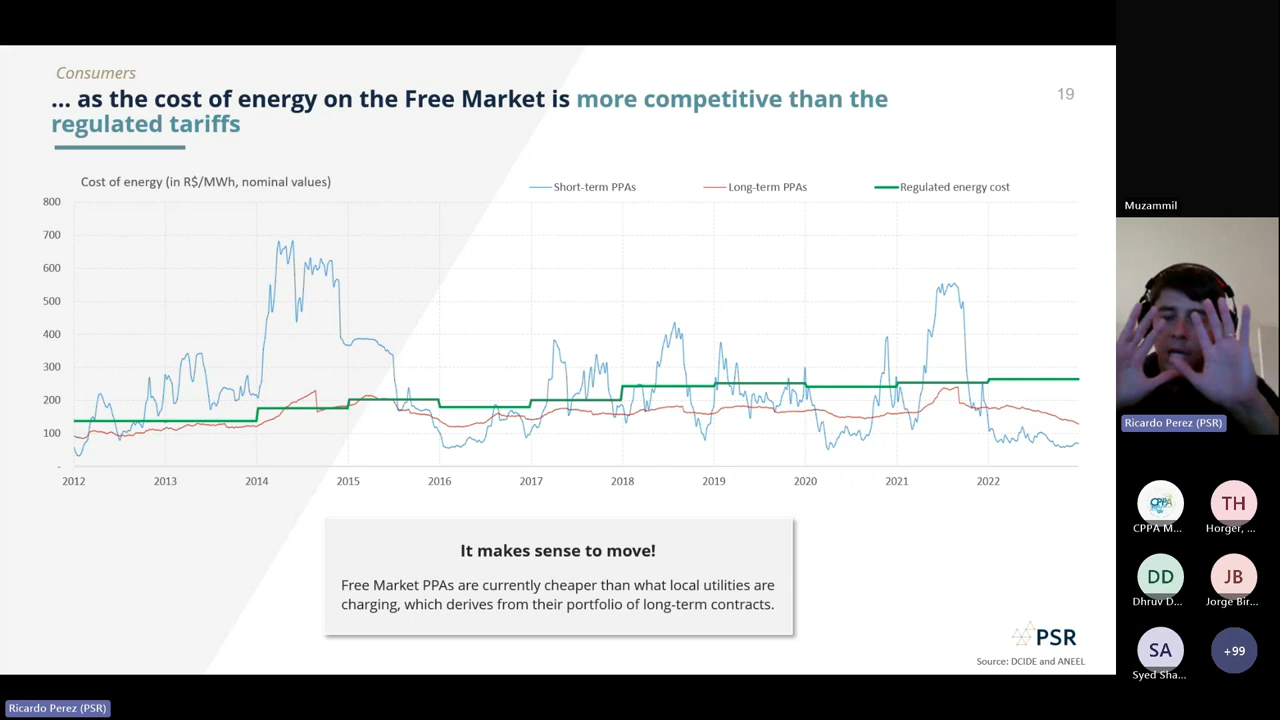 Consumers
... as the cost of energy on the Free Market is more competitive than the
regulated tariffs
19
Cost of energy (in R$/MWh, nominal values)
Short-term PPAs
Long-term PPAs
Regulated energy cost
800
700
600
500
400
300
200
100
-
2012 2013 2014 2015 2016 2017 2018 2019 2020 2021 2022
It makes sense to move!
Free Market PPAs are currently cheaper than what local utilities are
charging, which derives from their portfolio of long-term contracts.
PSR
Source: DCIDE and ANEEL
Muzammil
Ricardo Perez (PSR)
CPPA
CPPA M...
TH
Horger, ...
DD
Dhruv D...
JB
Jorge Bir...
SA
Syed Sha...
+99
Ricardo Perez (PSR)